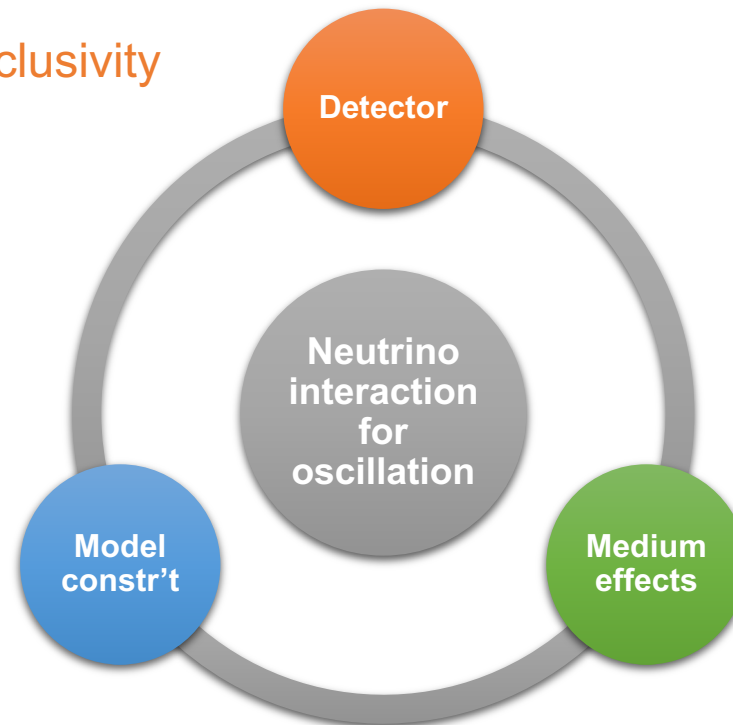 clusivity
Detector
Neutrino
interaction
for
oscillation
Model
constr’t
Medium
effects